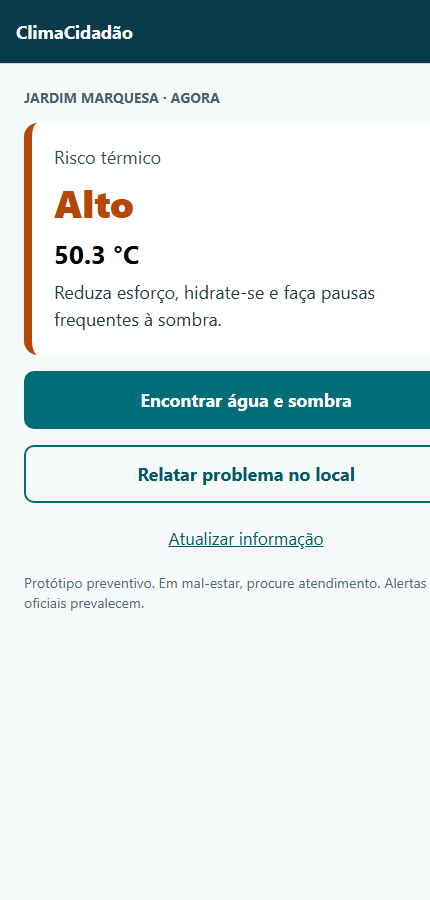 ClimaCidadão
JARDIM MARQUESA · AGORA
Risco térmico
Alto
50.3 °C
Reduza esforço, hidrate-se e faça pausas
frequentes à sombra.
Encontrar água e sombra
Relatar problema no local
Atualizar informação
Protótipo preventivo. Em mal-estar, procure atendimento. Alertas
oficiais prevalecem.